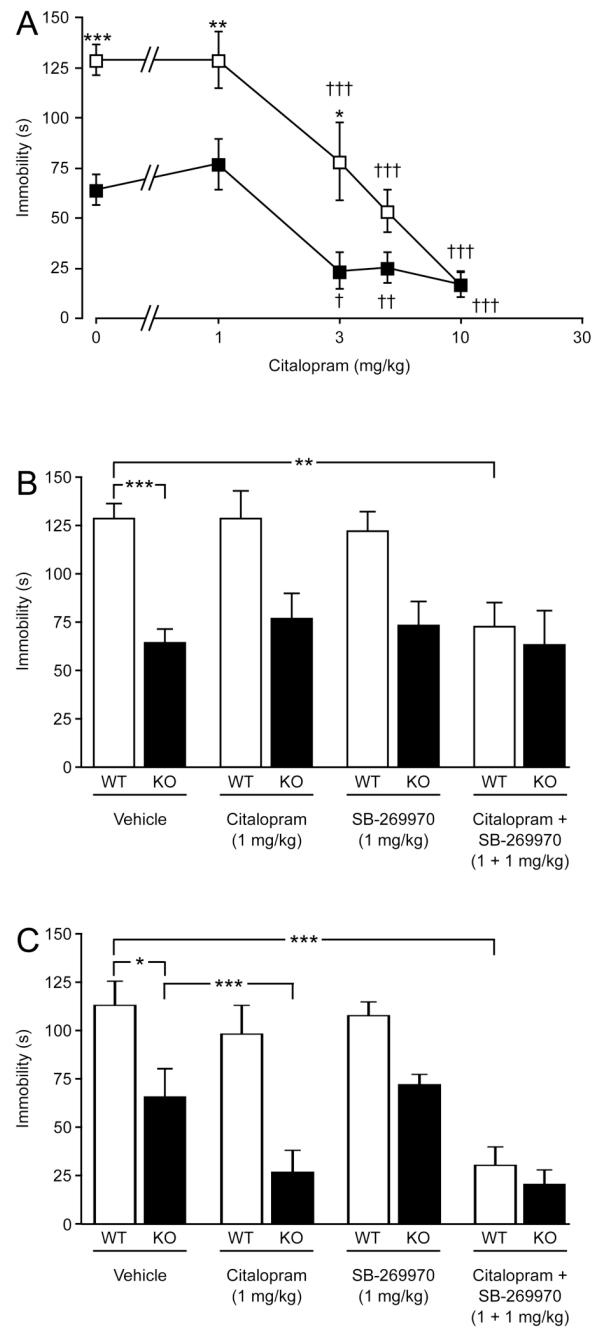 A
150
125
100
75
50
25
0
Immobility (s)
***
**
†††
*
†††
†††
†
††
†††
0 1 3 10 30
Citalopram (mg/kg)
B
150
125
100
75
50
25
0
Immobility (s)
**
***
WT KO WT KO WT KO WT KO
Vehicle Citalopram SB-269970 Citalopram +
(1 mg/kg) (1 mg/kg) SB-269970
(1 + 1 mg/kg)
C
150
125
100
75
50
25
0
Immobility (s)
***
*
***
WT KO WT KO WT KO WT KO
Vehicle Citalopram SB-269970 Citalopram +
(1 mg/kg) (1 mg/kg) SB-269970
(1 + 1 mg/kg)